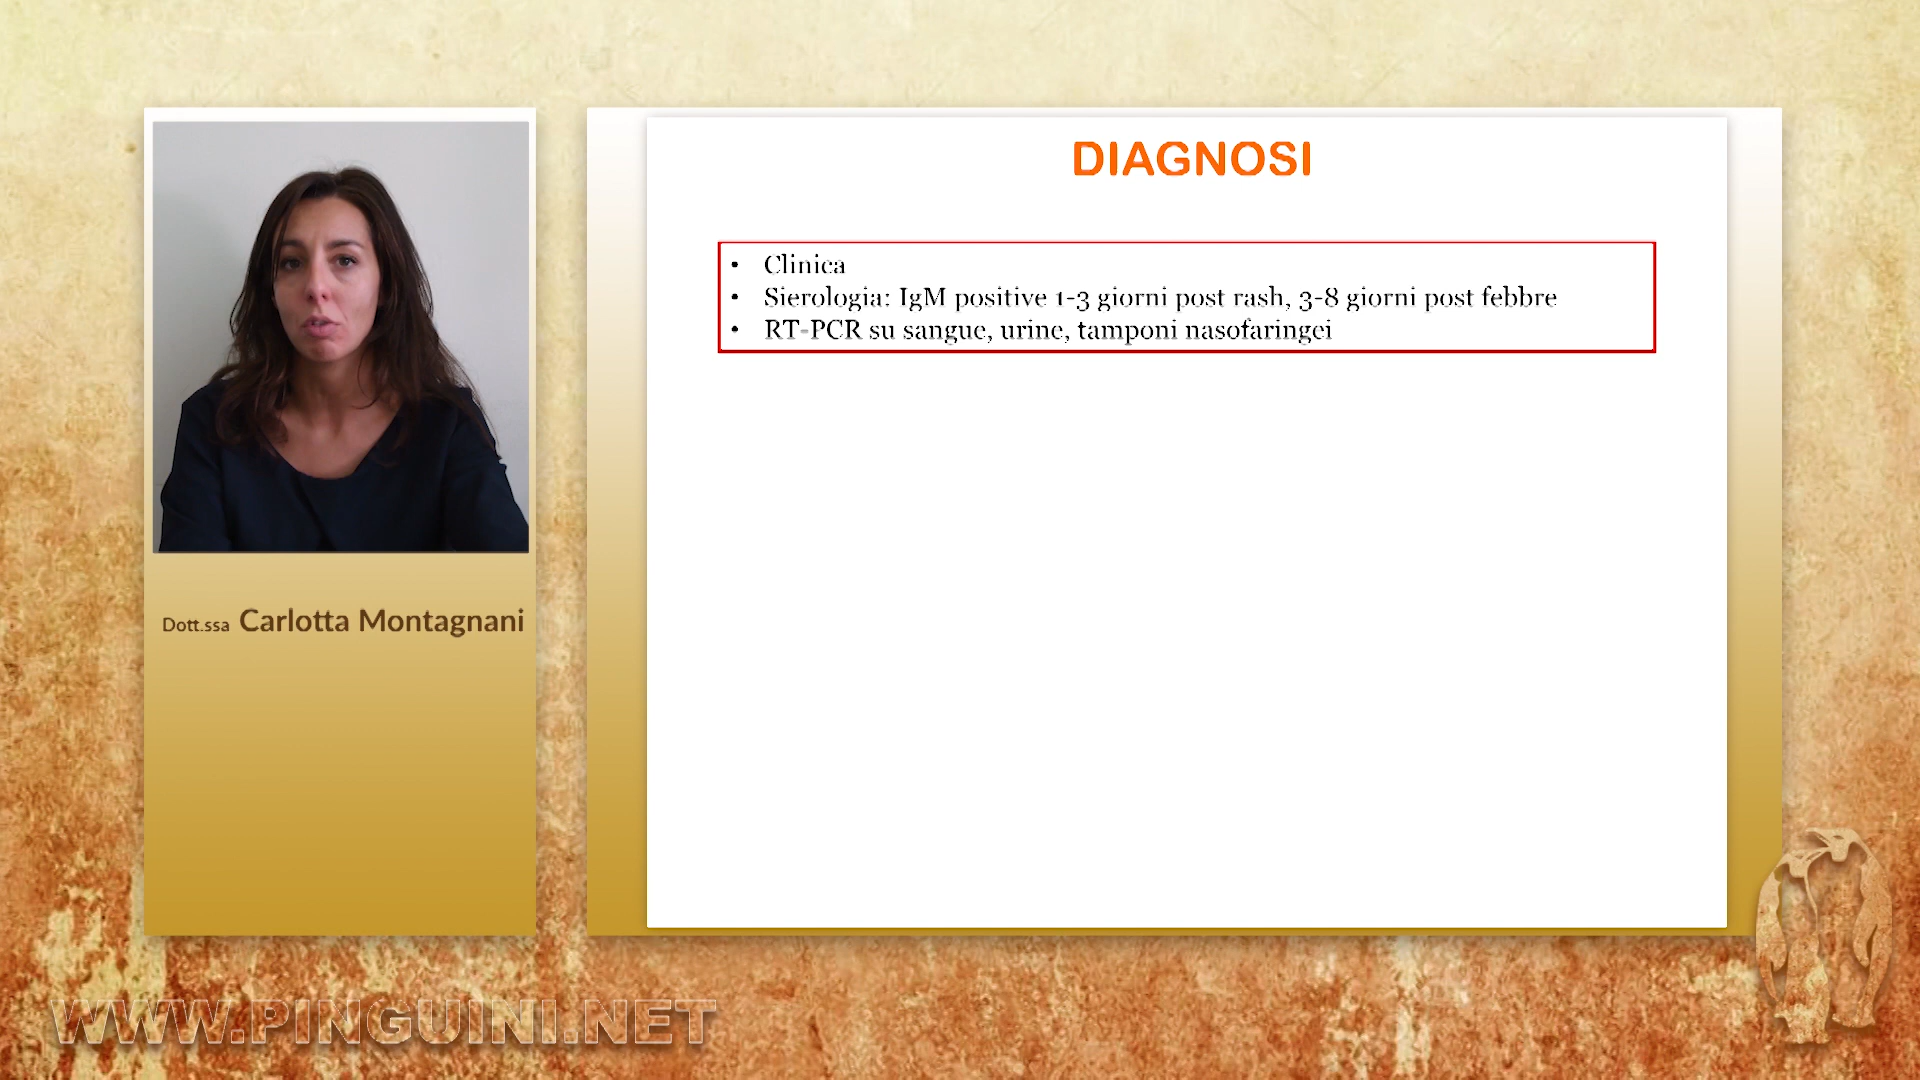 DIAGNOSI
• Clinica
• Sierologia: IgM positive 1-3 giorni post rash, 3-8 giorni post febbre
• RT-PCR su sangue, urine, tamponi nasofaringei
Dott.ssa Carlotta Montagnani
WWW.PINGUINI.NET